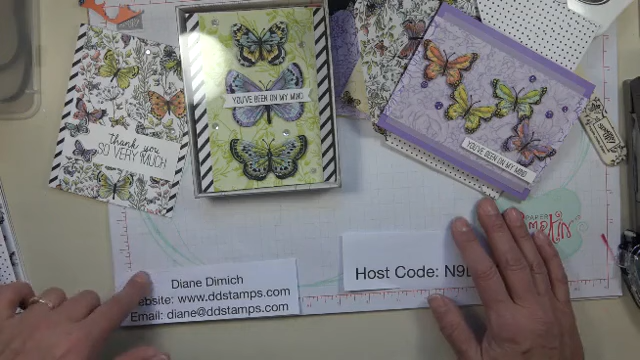 thank you
SO VERY MUCH
YOU'VE BEEN ON MY MIND
YOU'VE BEEN ON MY MIND
Diane Dimich
ebsite: www.ddstamps.com
Email: diane@ddstamps.com
Host Code: N9